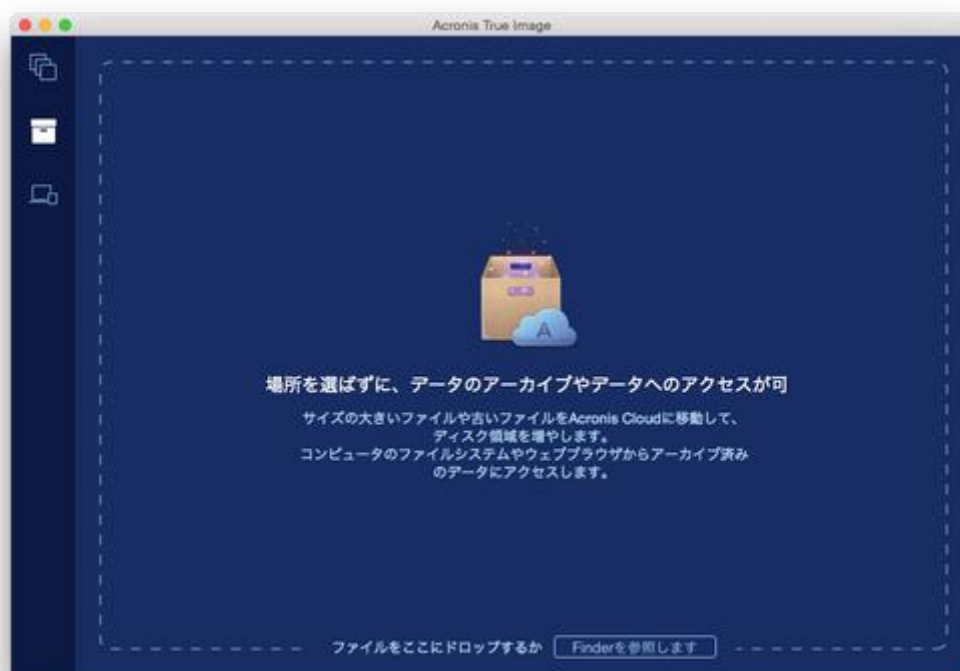 Acronis True Image
A
場所を選ばずに、データのアーカイブやデータへのアクセスが可
サイズの大きいファイルや古いファイルをAcronis Cloudに移動して、
ディスク領域を増やします。
コンピュータのファイルシステムやウェブブラウザからアーカイブ済み
のデータにアクセスします。
ファイルをここにドロップするか Finderを参照します